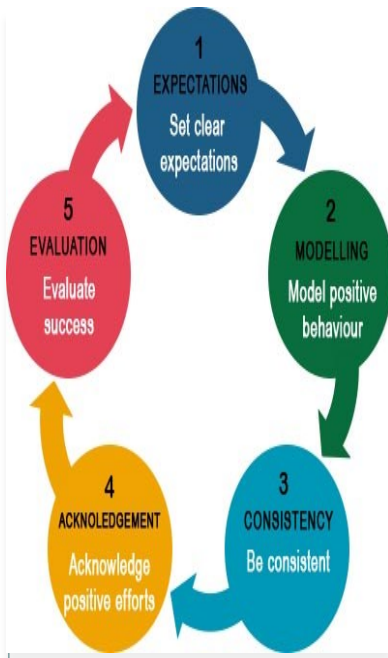 1
EXPECTATIONS
Set clear
expectations
2
MODELLING
Model positive
behaviour
3
CONSISTENCY
Be consistent
4
ACKNOLEDGEMENT
Acknowledge
positive efforts
5
EVALUATION
Evaluate
success